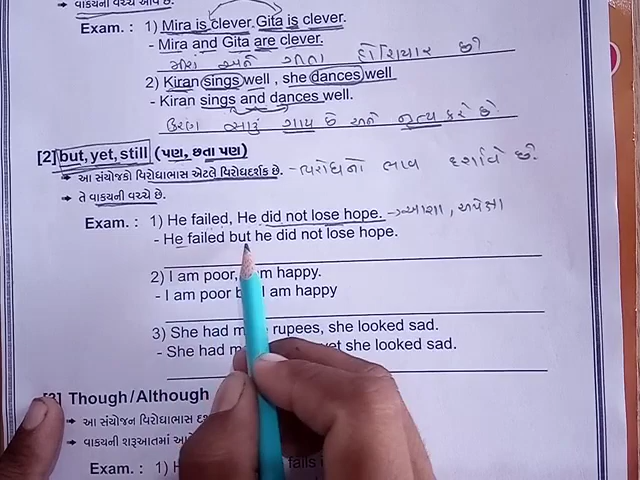 વાક્યની વચ્ચે આવે છે.
Exam. : 1) Mira is clever. Gita is clever.
- Mira and Gita are clever.
મીરાં અને ગીતા હોશિયાર છે
2) Kiran sings well , she dances well
- Kiran sings and dances well.
કિરણ સારું ગાય છે અને નૃત્ય કરે છે
[2] but, yet, still (પણ, છતા પણ)
→ આ સંયોજકો વિરોધાભાસ એટલે વિરોધદર્શક છે. - વિરોધનો ભાવ દર્શાવે છે.
→ તે વાક્યની વચ્ચે છે.
Exam. : 1) He failed, He did not lose hope. → આશા, અપેક્ષા
- He failed but he did not lose hope.
2) I am poor, am happy.
- I am poor I am happy
3) She had rupees, she looked sad.
- She had she looked sad.
[3] Though/Although
→ આ સંયોજન વિરોધાભાસ
→ વાક્યની શરૂઆતમાં
Exam. : 1)